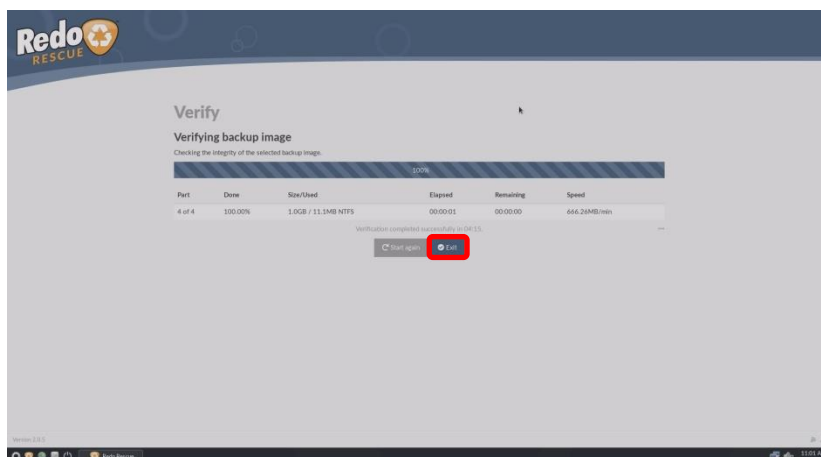 Redo
RESCUE
Verify
Verifying backup image
Checking the integrity of the selected backup image.
100%
Part Done Size/Used Elapsed Remaining Speed
4 of 4 100.00% 1.0GB / 11.1MB NTFS 00:00:01 00:00:00 666.26MB/min
Verification completed successfully in 04:15.
Start again Exit
Redo Rescue